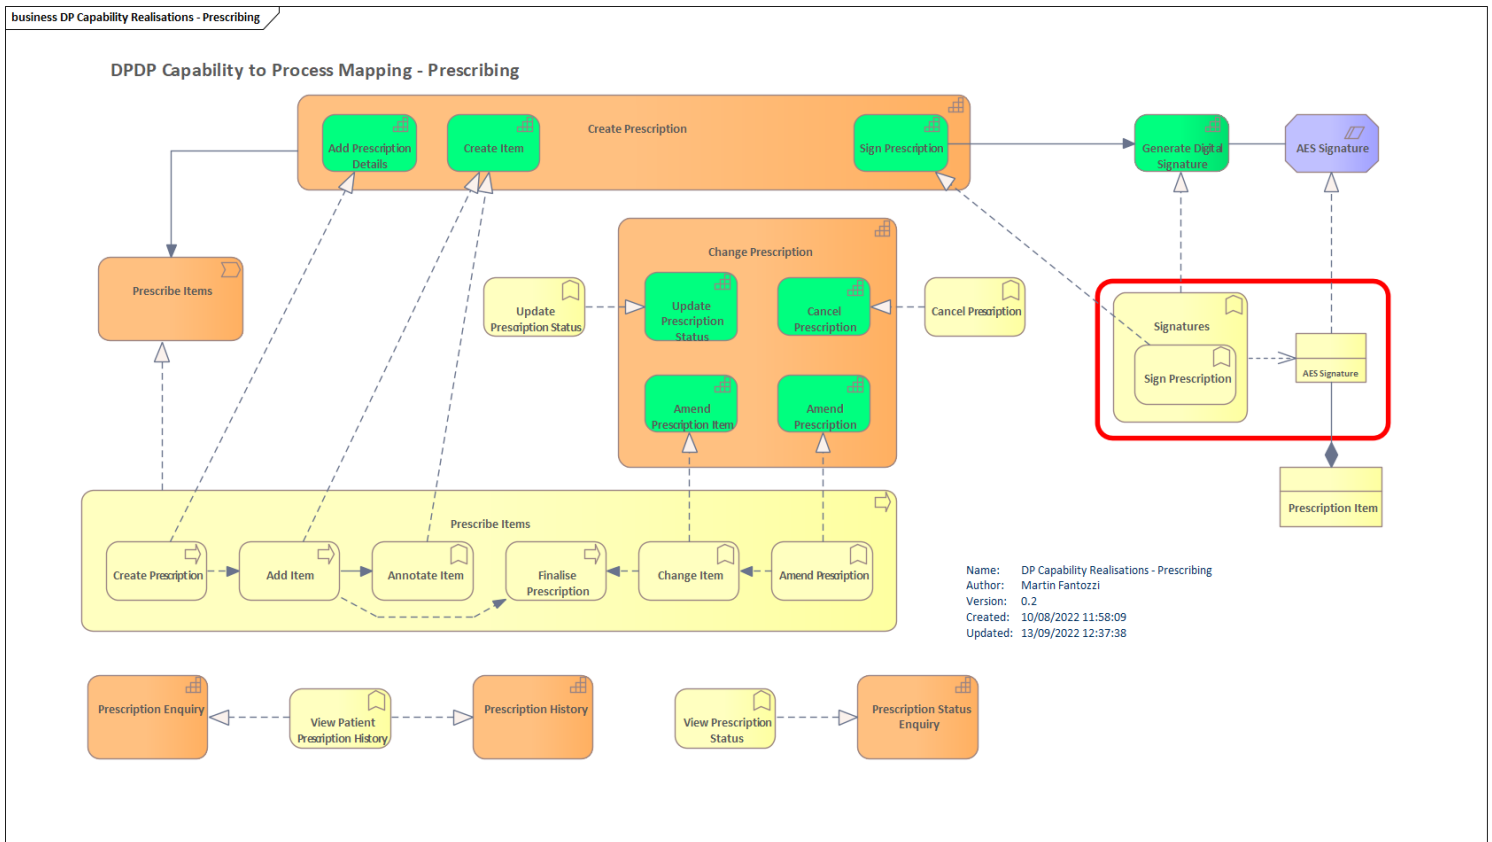 business DP Capability Realisations - Prescribing
DPDP Capability to Process Mapping - Prescribing
Create Prescription
Add Prescription
Details
Create Item
Sign Prescription
Generate Digital
Signature
AES Signature
Change Prescription
Prescribe Items
Update
Prescription Status
Update
Prescription
Status
Cancel
Prescription
Cancel Prescription
Signatures
Sign Prescription
AES Signature
Amend
Prescription Item
Amend
Prescription
Prescription Item
Prescribe Items
Create Prescription
Add Item
Annotate Item
Finalise
Prescription
Change Item
Amend Prescription
Name: DP Capability Realisations - Prescribing
Author: Martin Fantozzi
Version: 0.2
Created: 10/08/2022 11:58:09
Updated: 13/09/2022 12:37:38
Prescription Enquiry
View Patient
Prescription History
Prescription History
View Prescription
Status
Prescription Status
Enquiry